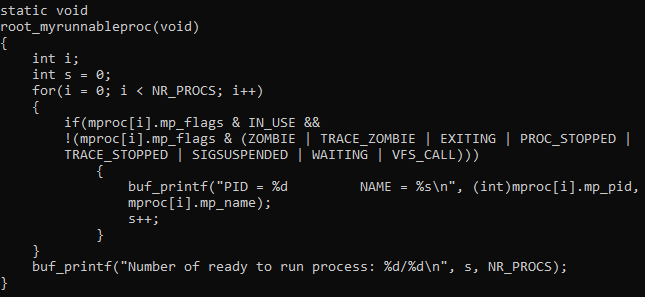 static void
root_myrunnableproc(void)
{
    int i;
    int s = 0;
    for(i = 0; i < NR_PROCS; i++)
    {
        if(mproc[i].mp_flags & IN_USE &&
        !(mproc[i].mp_flags & (ZOMBIE | TRACE_ZOMBIE | EXITING | PROC_STOPPED |
        TRACE_STOPPED | SIGSUSPENDED | WAITING | VFS_CALL)))
            {
                buf_printf("PID = %d         NAME = %s\n", (int)mproc[i].mp_pid,
                mproc[i].mp_name);
                s++;
            }
    }
    buf_printf("Number of ready to run process: %d/%d\n", s, NR_PROCS);
}